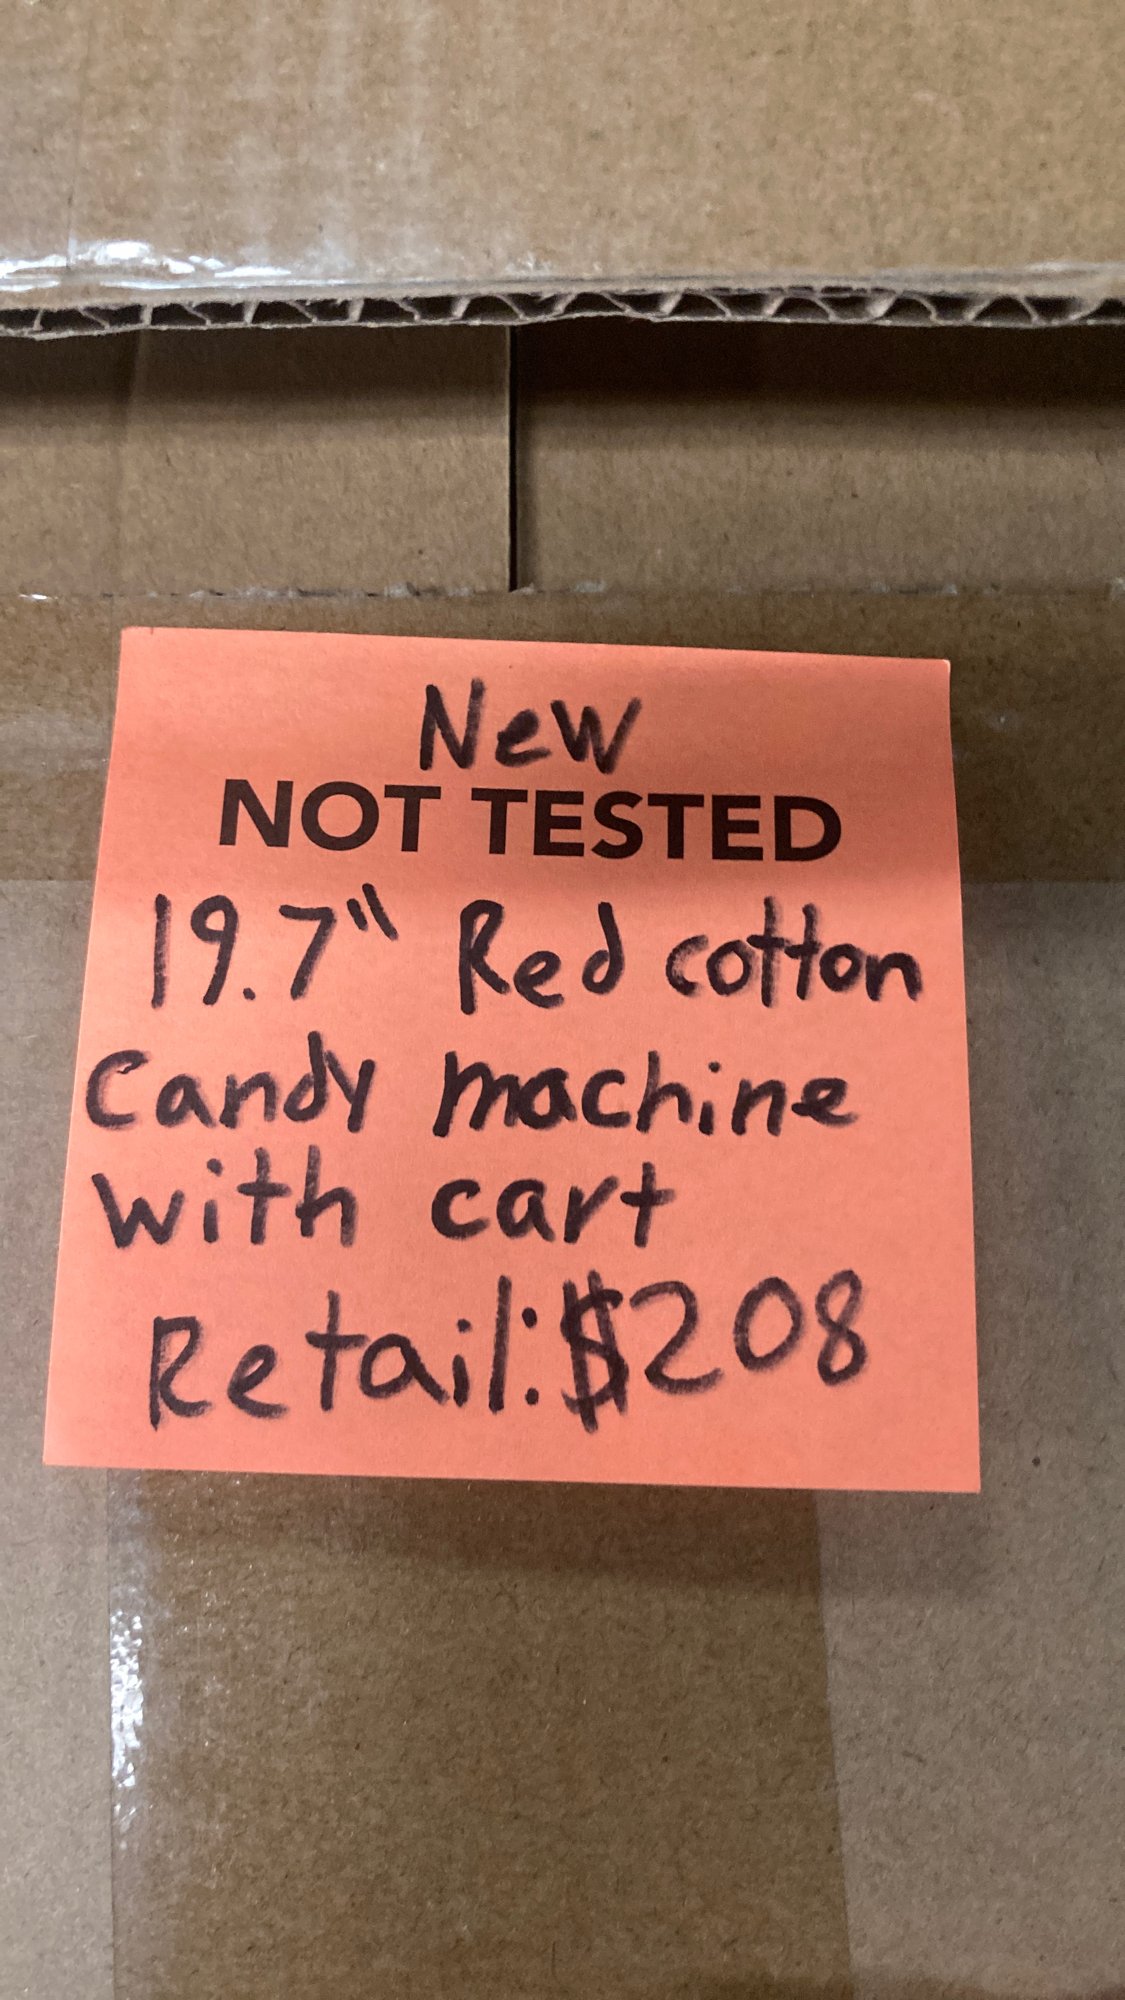 New
NOT TESTED
19.7" Red cotton
Candy machine
with cart
Retail:$208